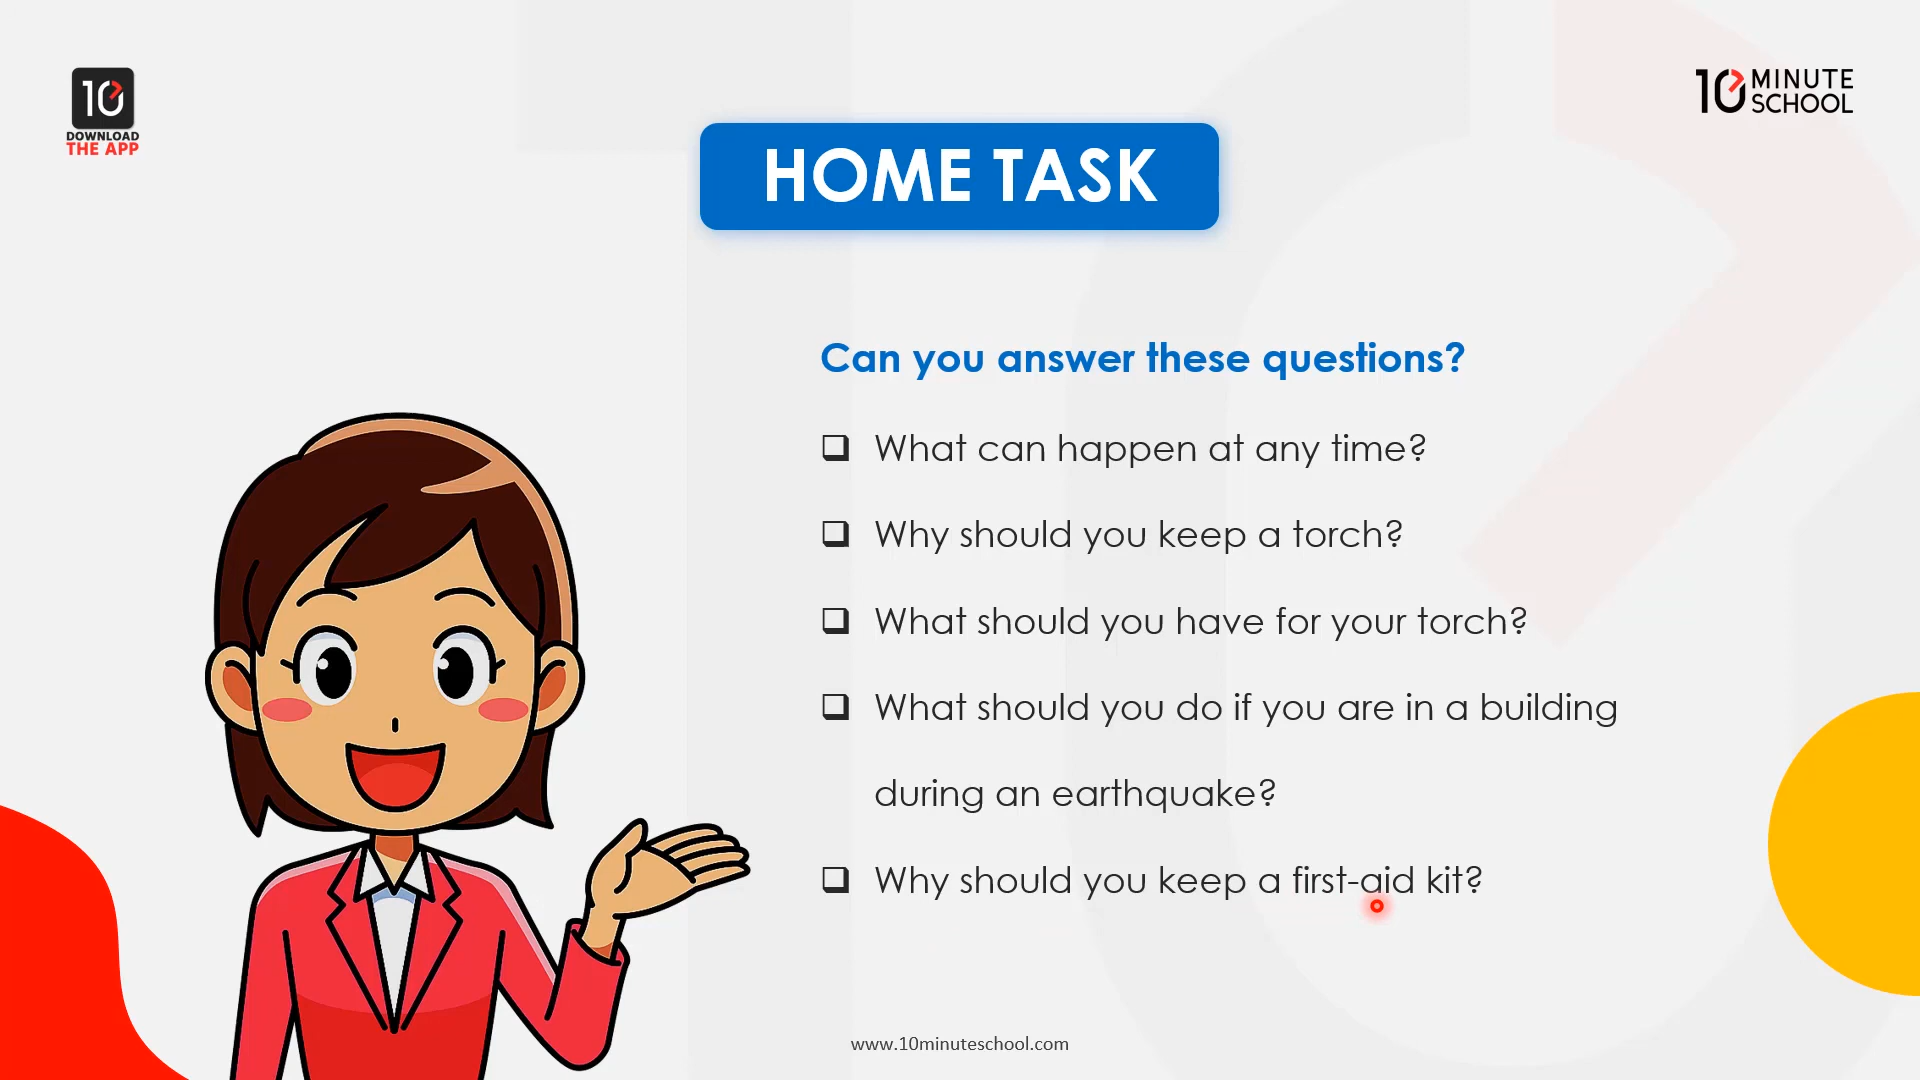 10
DOWNLOAD
THE APP
10 MINUTE
SCHOOL
HOME TASK
Can you answer these questions?
❑ What can happen at any time?
❑ Why should you keep a torch?
❑ What should you have for your torch?
❑ What should you do if you are in a building
during an earthquake?
❑ Why should you keep a first-aid kit?
www.10minuteschool.com